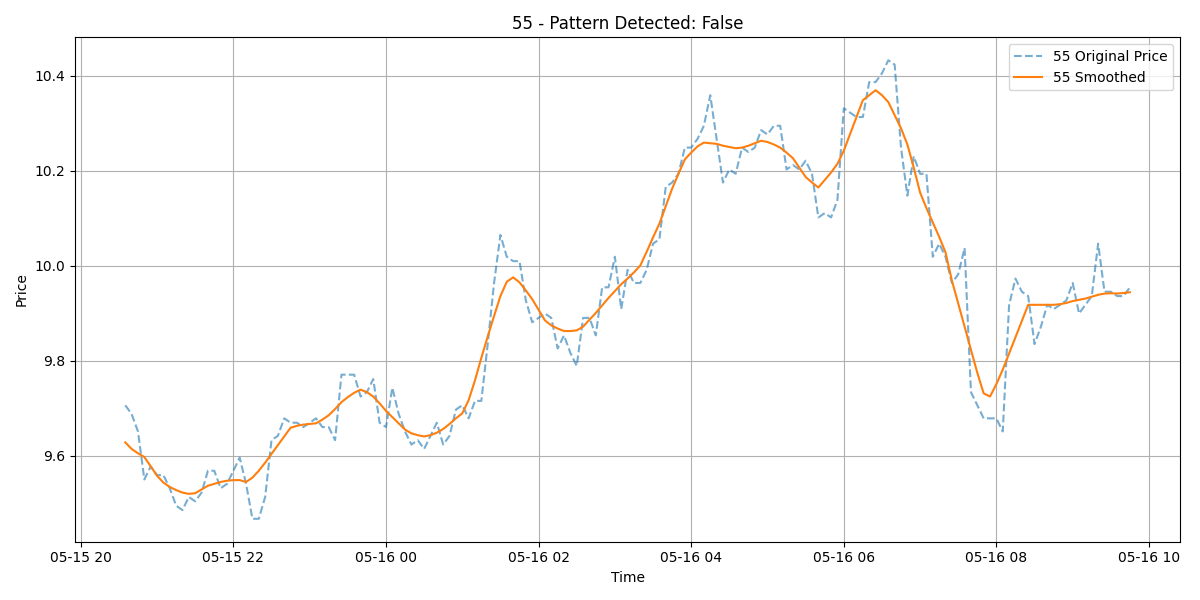 55 - Pattern Detected: False
55 Original Price
55 Smoothed
10.4
10.2
10.0
9.8
9.6
Price
05-15 20
05-15 22
05-16 00
05-16 02
05-16 04
05-16 06
05-16 08
05-16 10
Time